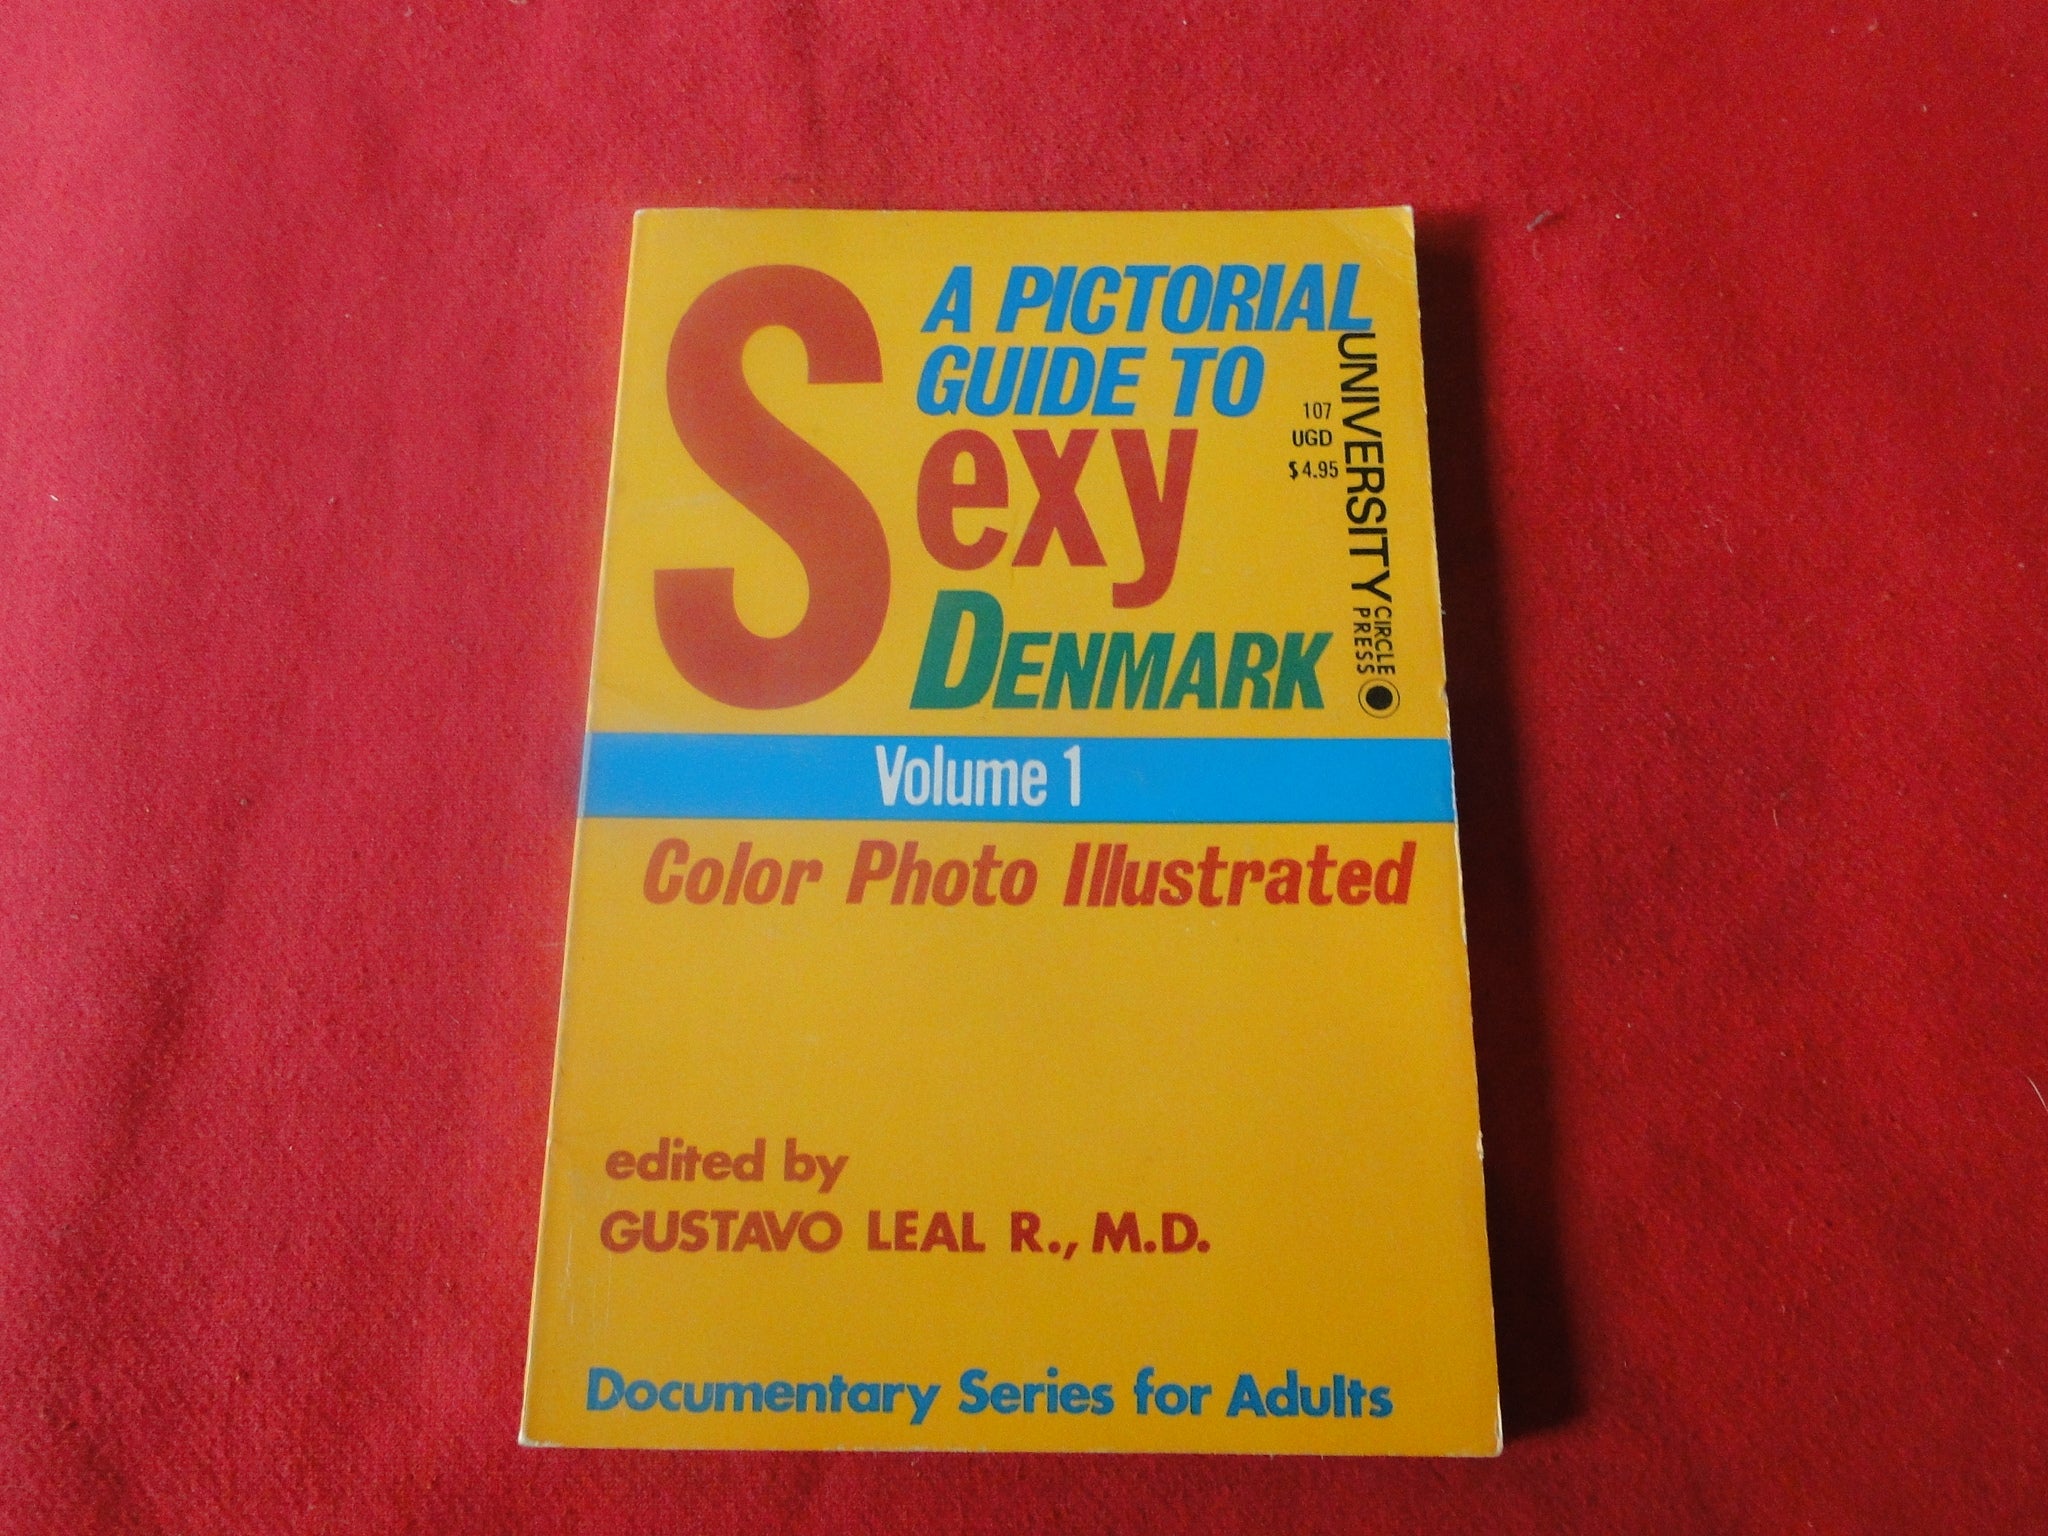 A PICTORIAL
GUIDE TO
Sexy
DENMARK
107
UGD
$4.95
UNIVERSITY
CIRCLE
PRESS
Volume 1
Color Photo Illustrated
edited by
GUSTAVO LEAL R., M.D.
Documentary Series for Adults